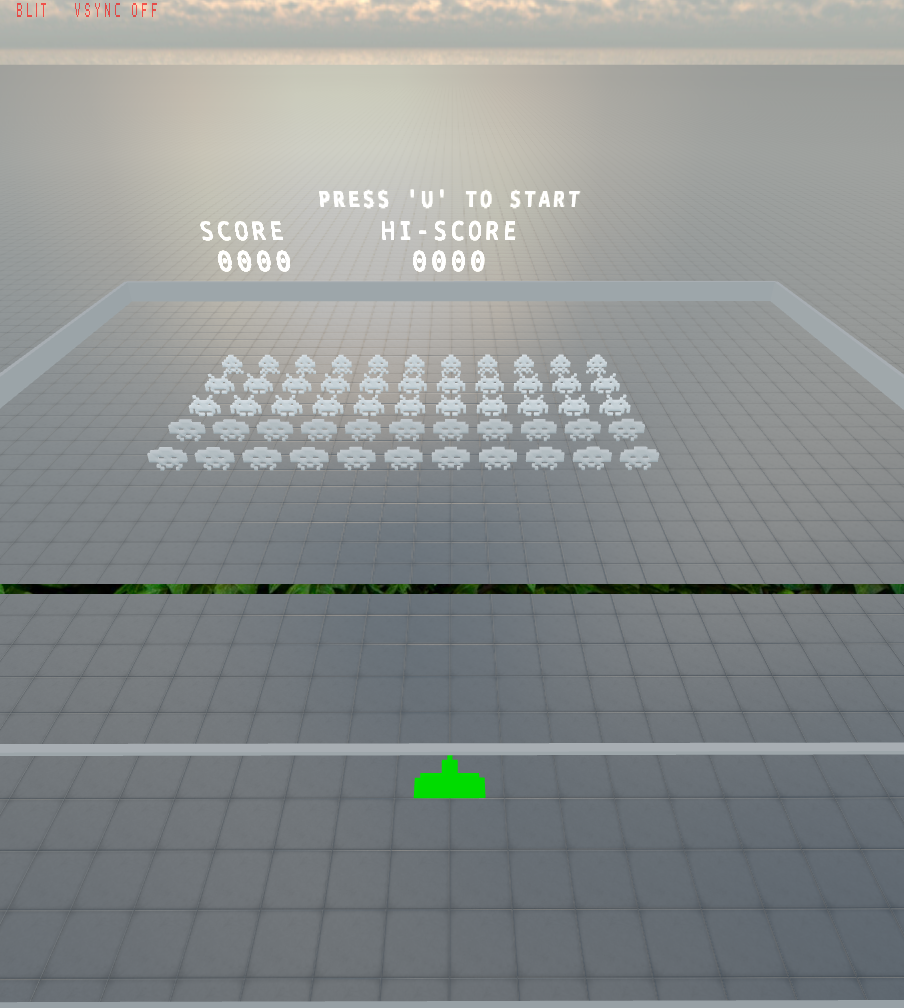 BLIT VSYNC OFF
PRESS 'U' TO START
SCORE HI-SCORE
0000 0000